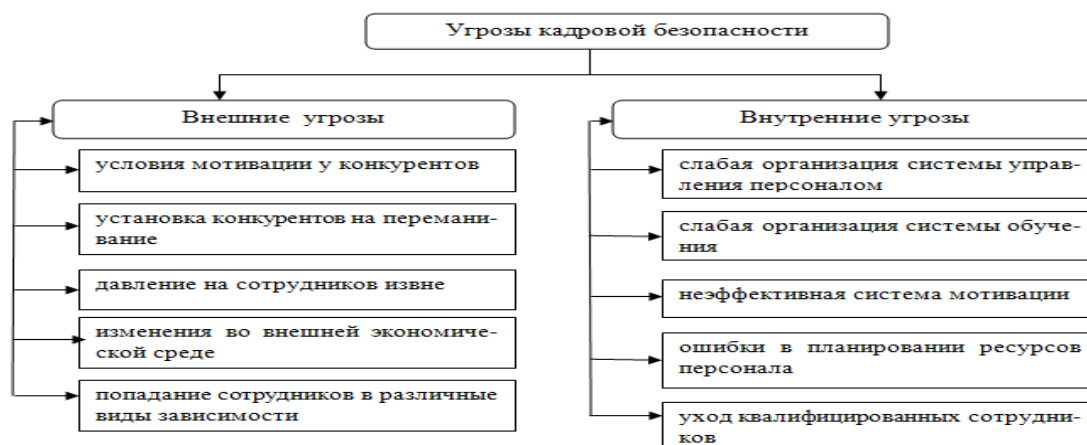 Угрозы кадровой безопасности
Внешние угрозы
условия мотивации у конкурентов
установка конкурентов на перемани-
вание
давление на сотрудников извне
изменения во внешней экономиче-
ской среде
попадание сотрудников в различные
виды зависимости
Внутренние угрозы
слабая организация системы управ-
ления персоналом
слабая организация системы обуче-
ния
неэффективная система мотивации
ошибки в планировании ресурсов
персонала
уход квалифицированных сотрудни-
ков